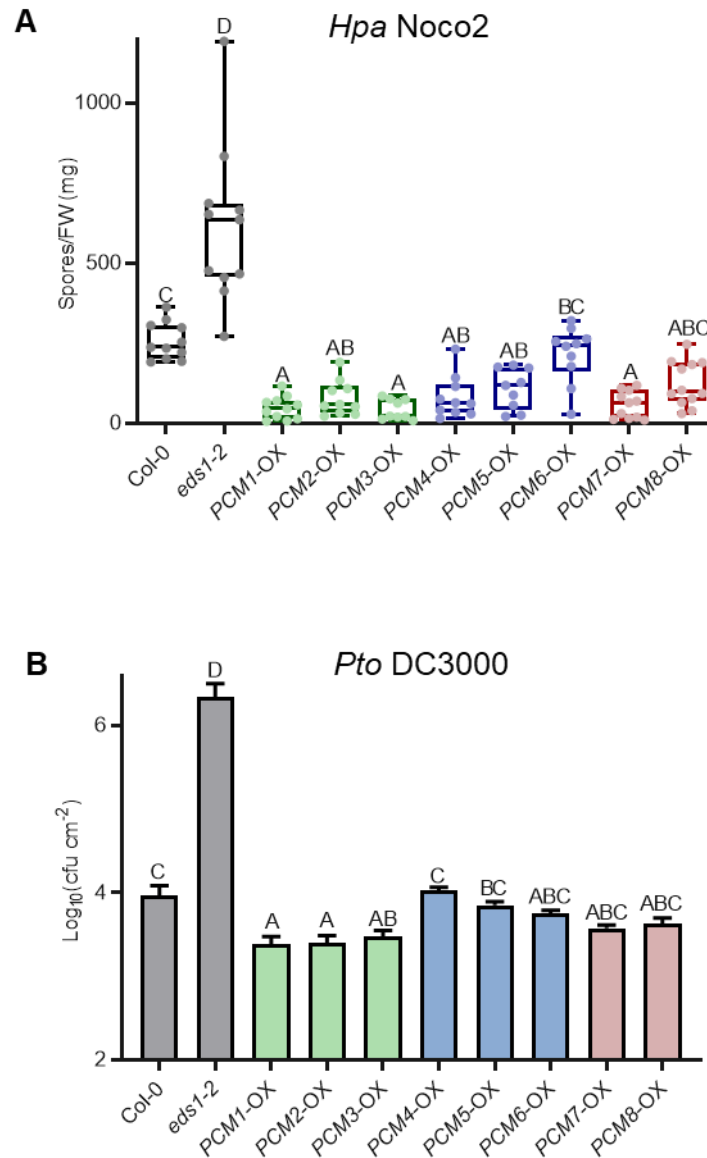 A
Hpa Noco2
Spores/FW (mg)
1000
500
0
C
D
A
AB
A
AB
AB
BC
A
ABC
Col-0
eds1-2
PCM1-OX
PCM2-OX
PCM3-OX
PCM4-OX
PCM5-OX
PCM6-OX
PCM7-OX
PCM8-OX
B
Pto DC3000
Log10(cfu cm-2)
6
4
2
C
D
A
A
AB
C
BC
ABC
ABC
ABC
Col-0
eds1-2
PCM1-OX
PCM2-OX
PCM3-OX
PCM4-OX
PCM5-OX
PCM6-OX
PCM7-OX
PCM8-OX